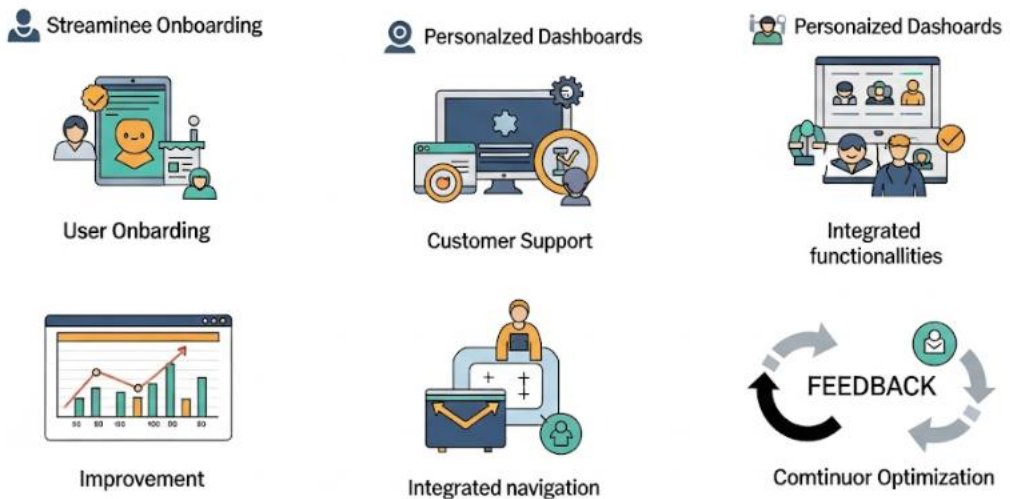 Streaminee Onboarding
Personalzed Dashboards
Personaized Dashoards
User Onbarding
Customer Support
Integrated
functionallities
FEEDBACK
Improvement
Integrated navigation
Comtinuor Optimization